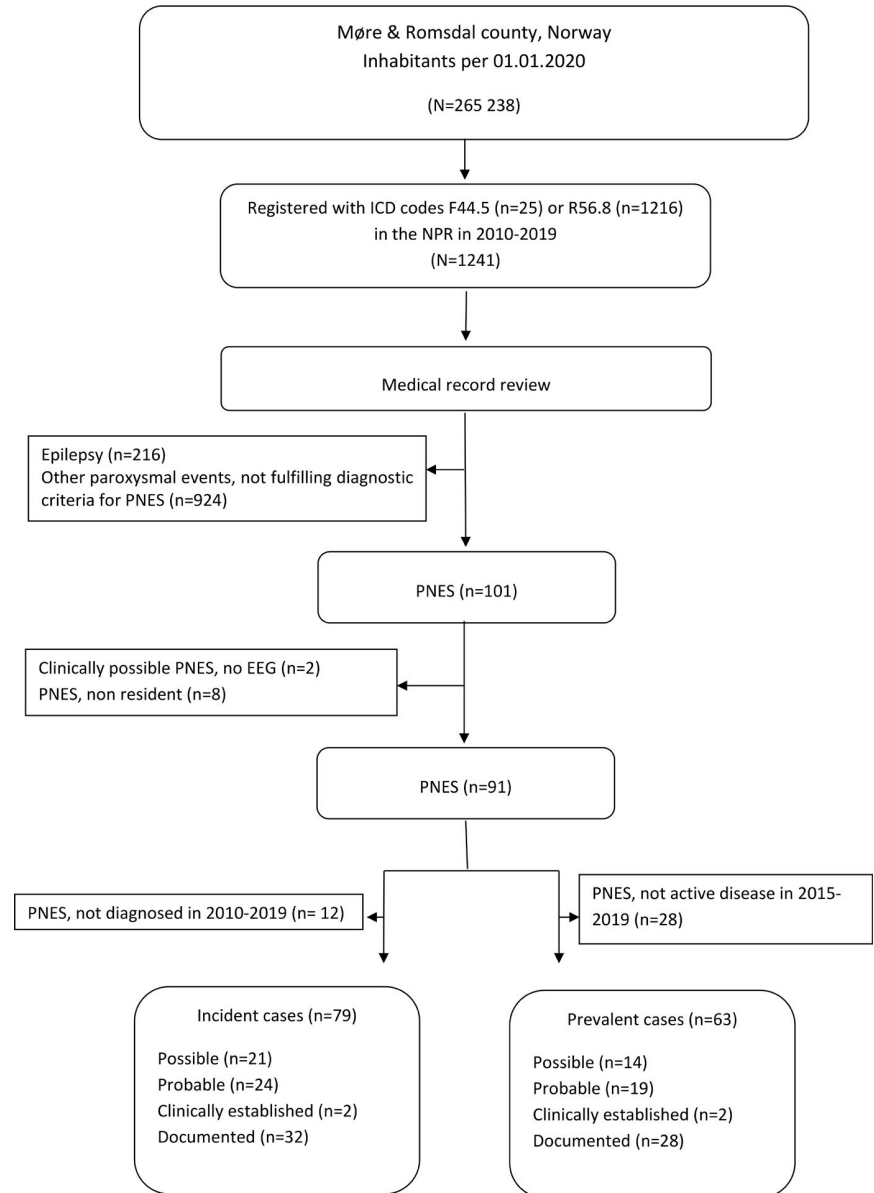 Møre & Romsdal county, Norway
Inhabitants per 01.01.2020
(N=265 238)
Registered with ICD codes F44.5 (n=25) or R56.8 (n=1216)
in the NPR in 2010-2019
(N=1241)
Medical record review
Epilepsy (n=216)
Other paroxysmal events, not fulfilling diagnostic
criteria for PNES (n=924)
PNES (n=101)
Clinically possible PNES, no EEG (n=2)
PNES, non resident (n=8)
PNES (n=91)
PNES, not diagnosed in 2010-2019 (n= 12)
PNES, not active disease in 2015-
2019 (n=28)
Incident cases (n=79)
Possible (n=21)
Probable (n=24)
Clinically established (n=2)
Documented (n=32)
Prevalent cases (n=63)
Possible (n=14)
Probable (n=19)
Clinically established (n=2)
Documented (n=28)